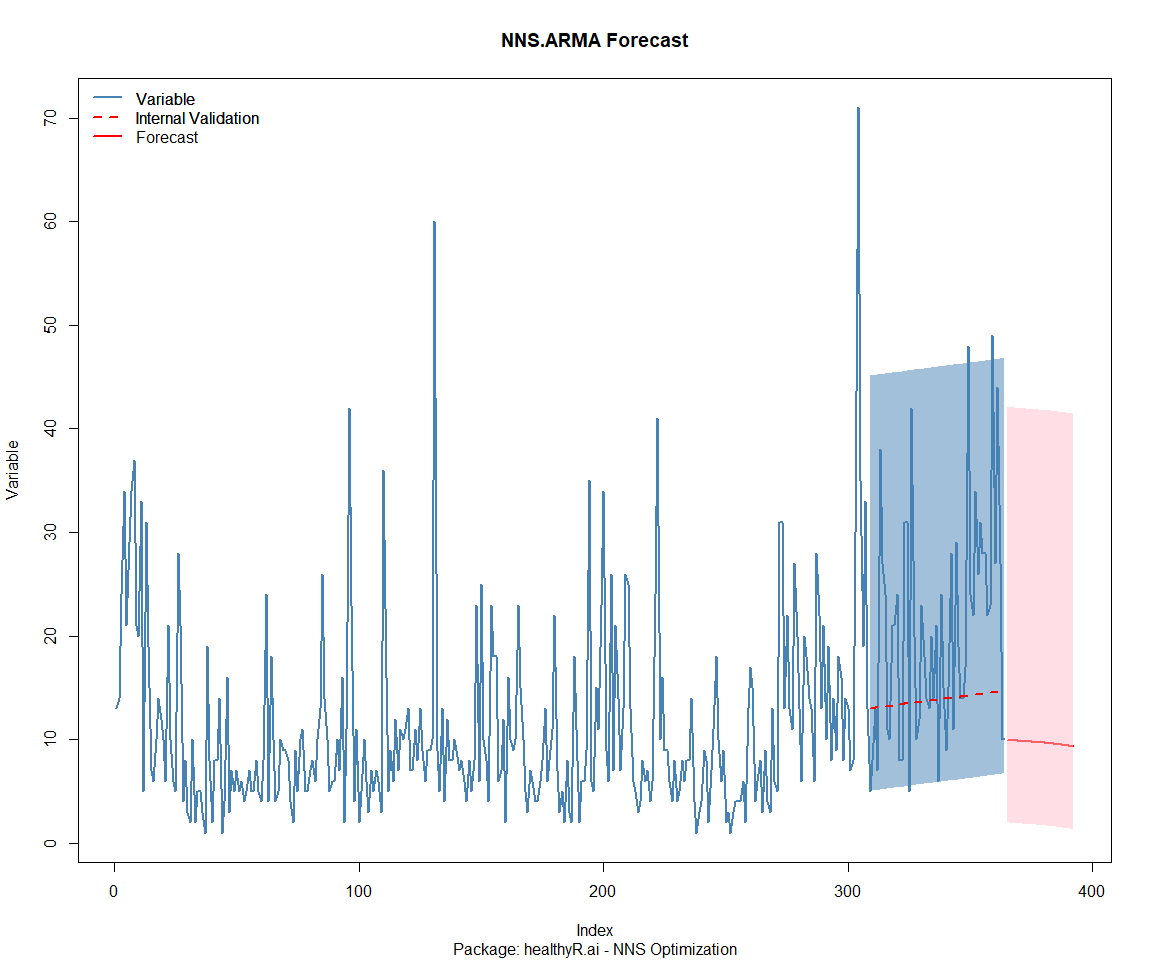 NNS.ARMA Forecast
Variable
Internal Validation
Forecast
Variable
70
60
50
40
30
20
10
0
0 100 200 300 400
Index
Package: healthyR.ai - NNS Optimization